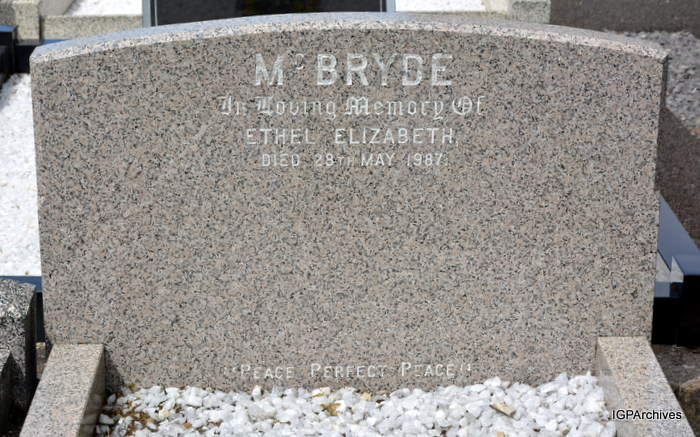 McBRYDE
In Loving Memory Of
ETHEL ELIZABETH,
DIED 28TH MAY 1987.
"PEACE PERFECT PEACE"
IGPArchives